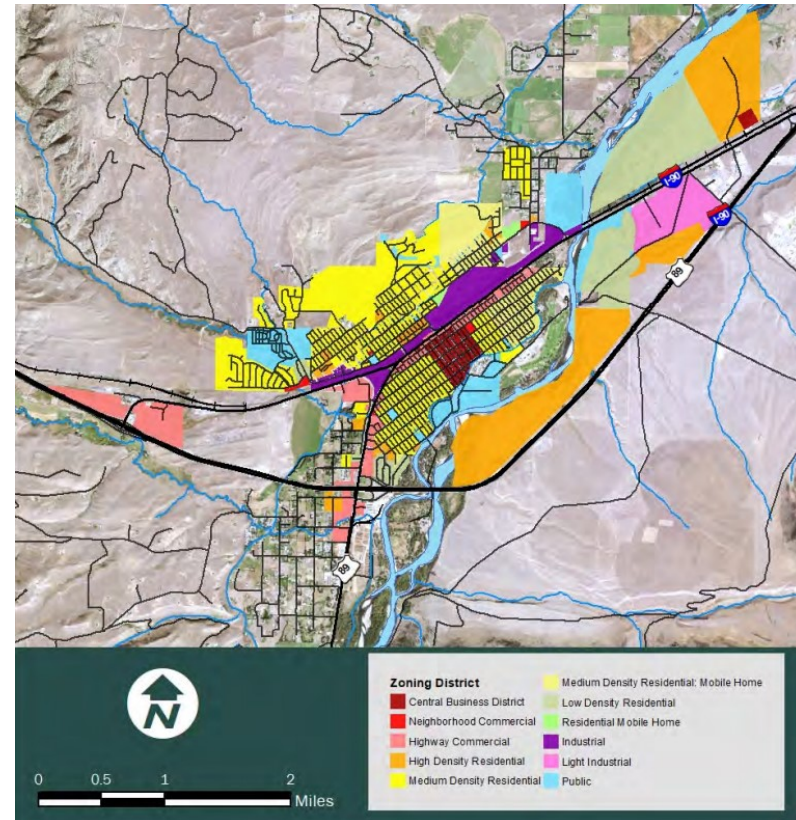 I-90
I-90
89
89
N
0 0.5 1 2
Miles
Zoning District
Central Business District
Neighborhood Commercial
Highway Commercial
High Density Residential
Medium Density Residential
Medium Density Residential: Mobile Home
Low Density Residential
Residential Mobile Home
Industrial
Light Industrial
Public